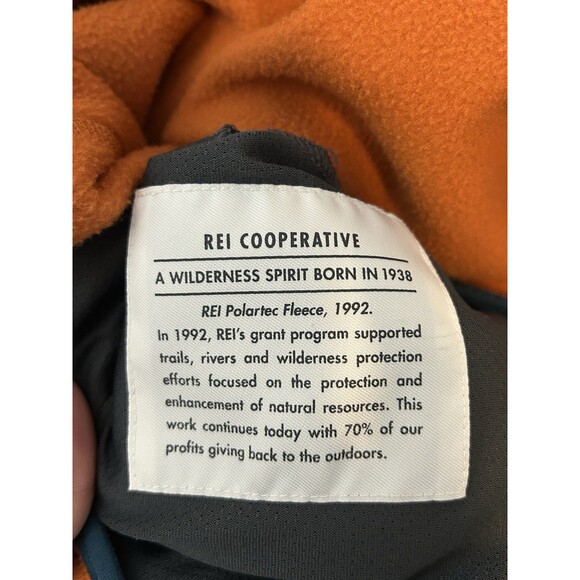 REI COOPERATIVE
A WILDERNESS SPIRIT BORN IN 1938
REI Polartec Fleece, 1992.
In 1992, REI's grant program supported
trails, rivers and wilderness protection
efforts focused on the protection and
enhancement of natural resources. This
work continues today with 70% of our
profits giving back to the outdoors.